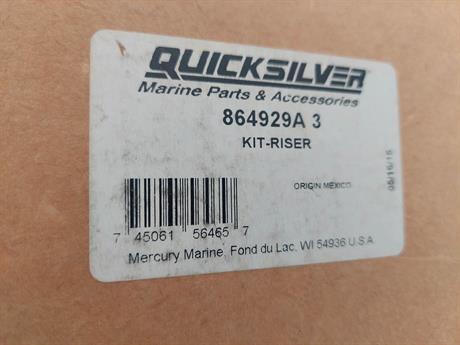 QUICKSILVER
Marine Parts & Accessories
864929A 3
KIT-RISER
ORIGIN MEXICO
05/15/15
7 45061 56465 7
Mercury Marine, Fond du Lac, WI 54936 U.S.A.